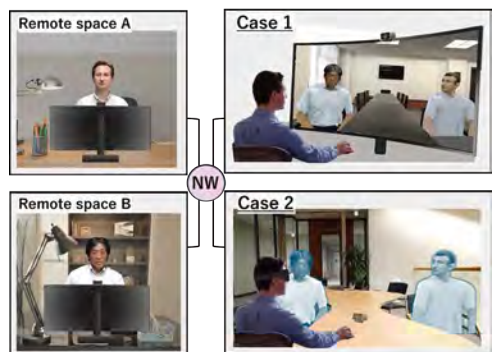 Remote space A
Case 1
NW
Remote space B
Case 2